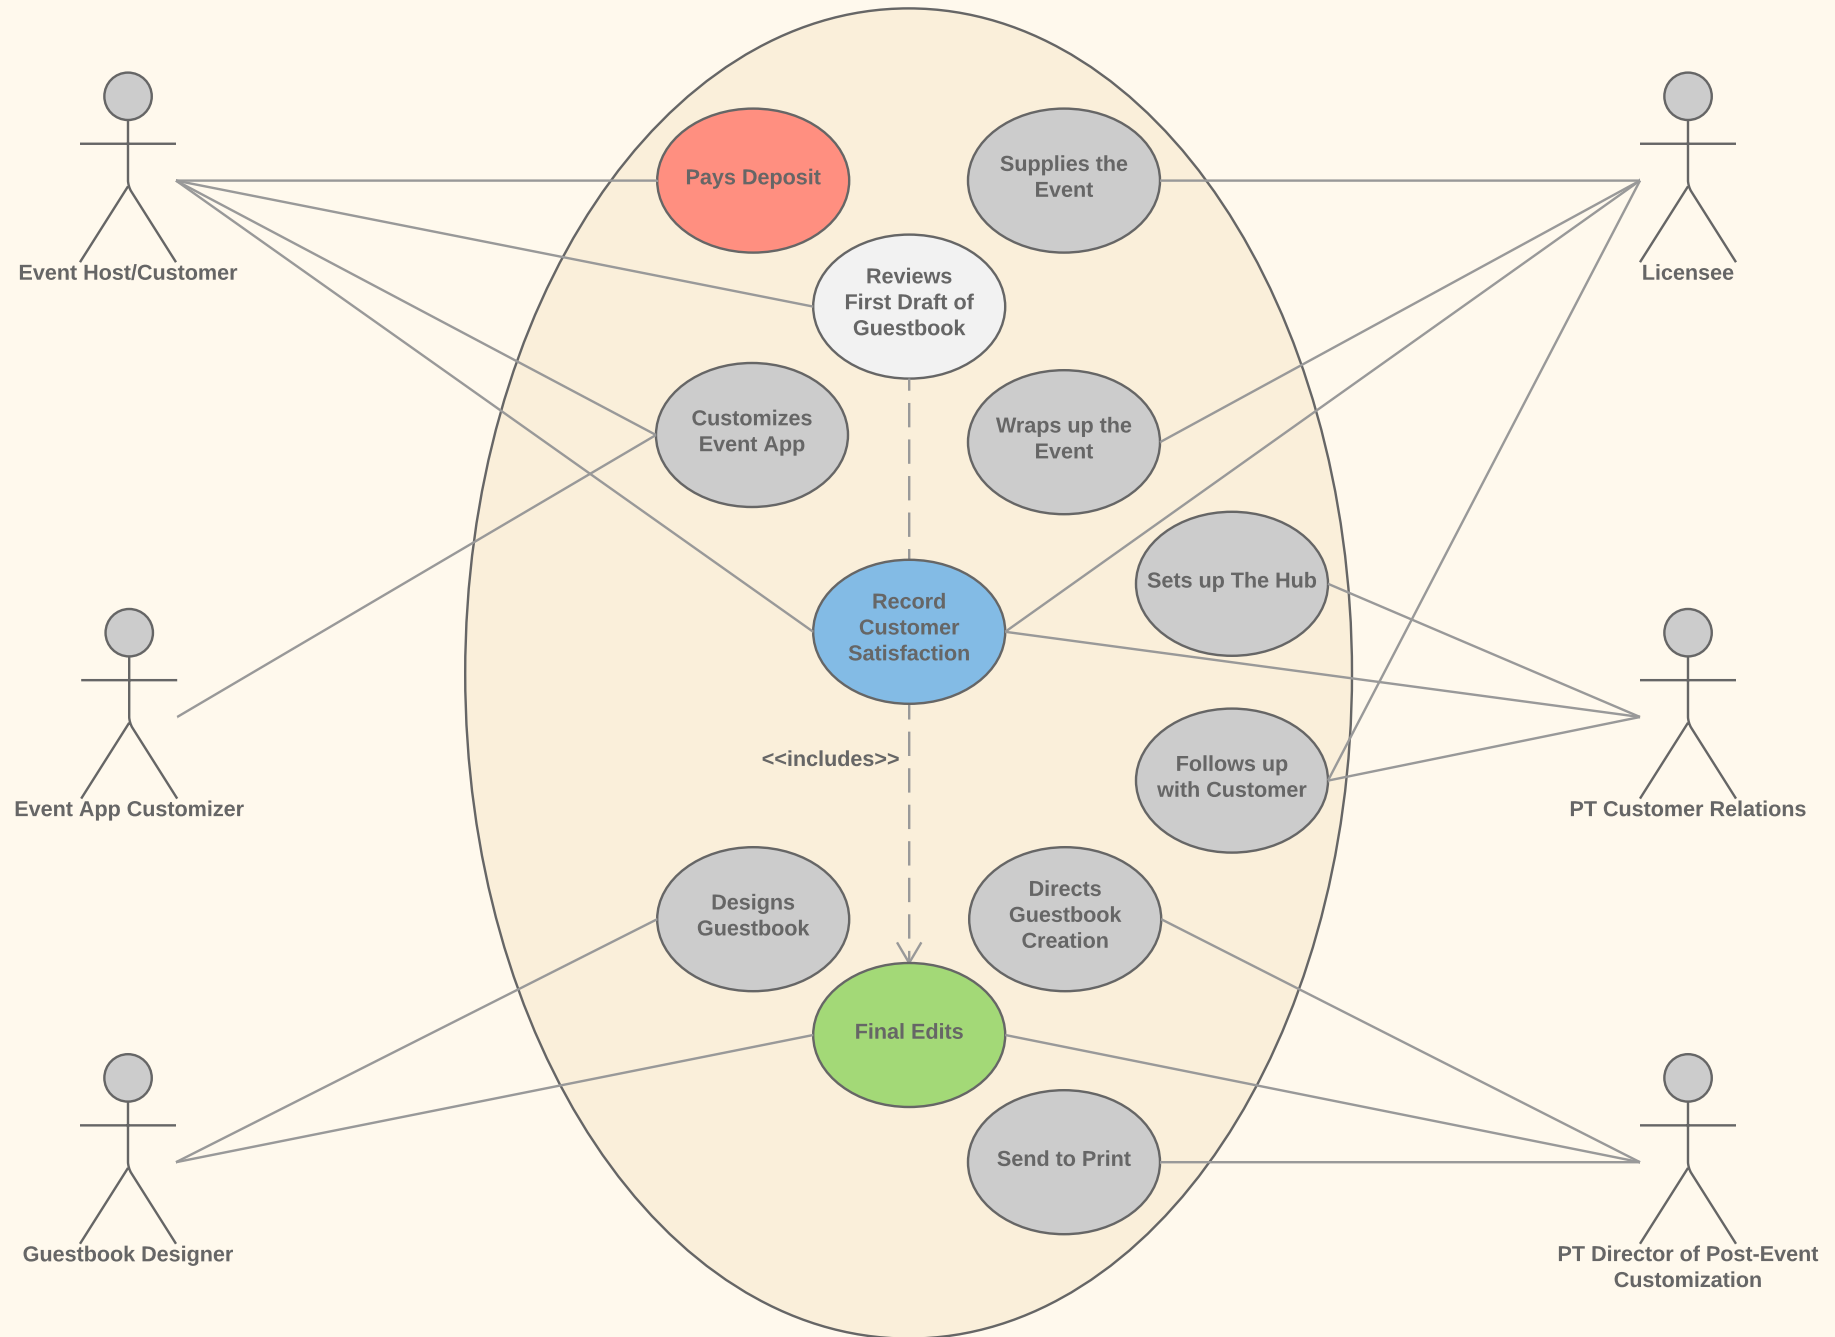 Pays Deposit
Supplies the
Event
Event Host/Customer
Licensee
Reviews
First Draft of
Guestbook
Customizes
Event App
Wraps up the
Event
Sets up The Hub
Record
Customer
Satisfaction
<<includes>>
Follows up
with Customer
Event App Customizer
PT Customer Relations
Designs
Guestbook
Directs
Guestbook
Creation
Final Edits
Send to Print
Guestbook Designer
PT Director of Post-Event
Customization